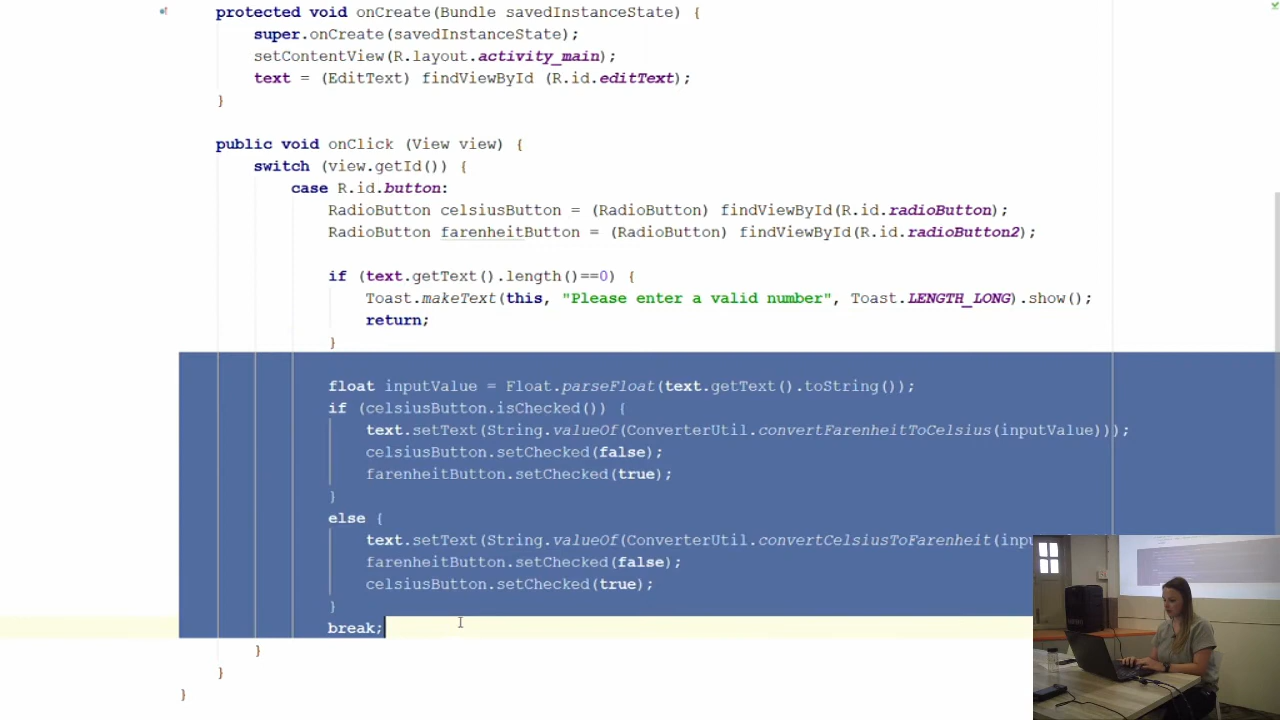 protected void onCreate(Bundle savedInstanceState) {
super.onCreate(savedInstanceState);
setContentView(R.layout.activity_main);
text = (EditText) findViewById (R.id.editText);
}
public void onClick (View view) {
switch (view.getId()) {
case R.id.button:
RadioButton celsiusButton = (RadioButton) findViewById(R.id.radioButton);
RadioButton farenheitButton = (RadioButton) findViewById(R.id.radioButton2);
if (text.getText().length()==0) {
Toast.makeText(this, "Please enter a valid number", Toast.LENGTH_LONG).show();
return;
}
float inputValue = Float.parseFloat(text.getText().toString());
if (celsiusButton.isChecked()) {
text.setText(String.valueOf(ConverterUtil.convertFarenheitToCelsius(inputValue)));
celsiusButton.setChecked(false);
farenheitButton.setChecked(true);
}
else {
text.setText(String.valueOf(ConverterUtil.convertCelsiusToFarenheit(inpu
farenheitButton.setChecked(false);
celsiusButton.setChecked(true);
}
break;
}
}
}